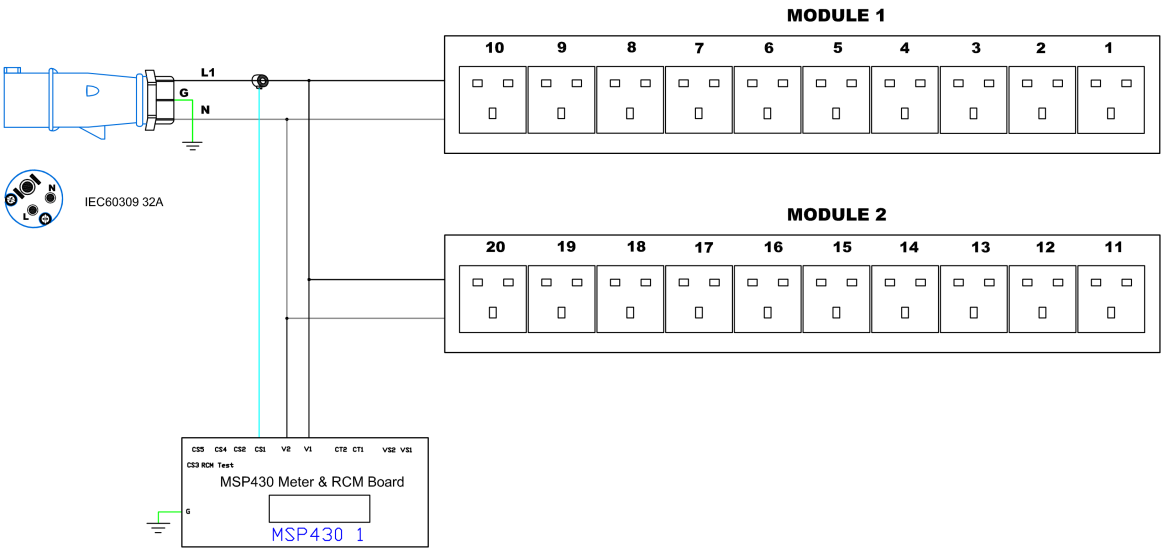 MODULE 1
10 9 8 7 6 5 4 3 2 1
L1
G
N
N
L
IEC60309 32A
MODULE 2
20 19 18 17 16 15 14 13 12 11
CS5 CS4 CS2 CS1 V2 V1 CT2 CT1 VS2 VS1
CS3 RCM Test
MSP430 Meter & RCM Board
G
MSP430 1